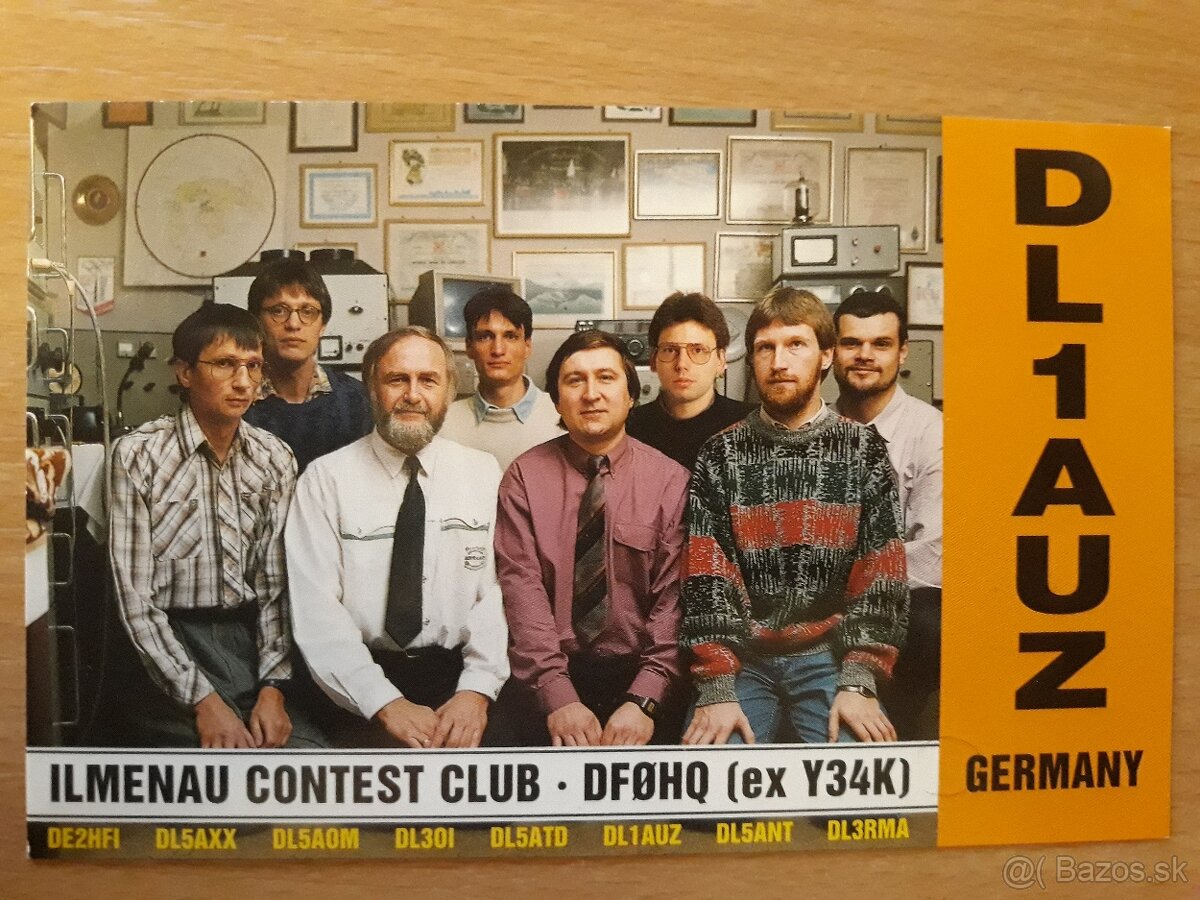 DL1AUZ
GERMANY
ILMENAU CONTEST CLUB · DFØHQ (ex Y34K)
DE2HFI DL5AXX DL5AOM DL3OI DL5ATD DL1AUZ DL5ANT DL3RMA
@( Bazos.sk